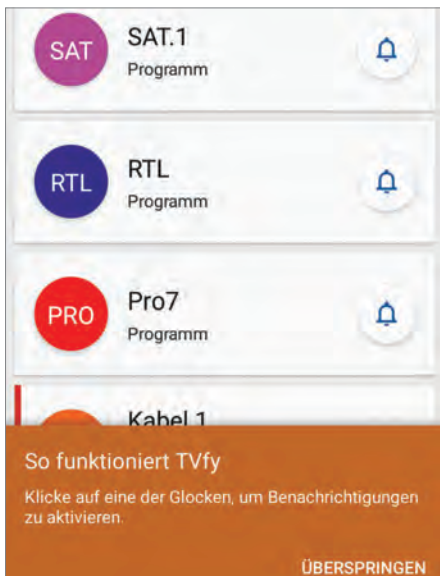 SAT
SAT.1
Programm
RTL
RTL
Programm
PRO
Pro7
Programm
Kabel 1
So funktioniert TVfy
Klicke auf eine der Glocken, um Benachrichtigungen
zu aktivieren.
ÜBERSPRINGEN